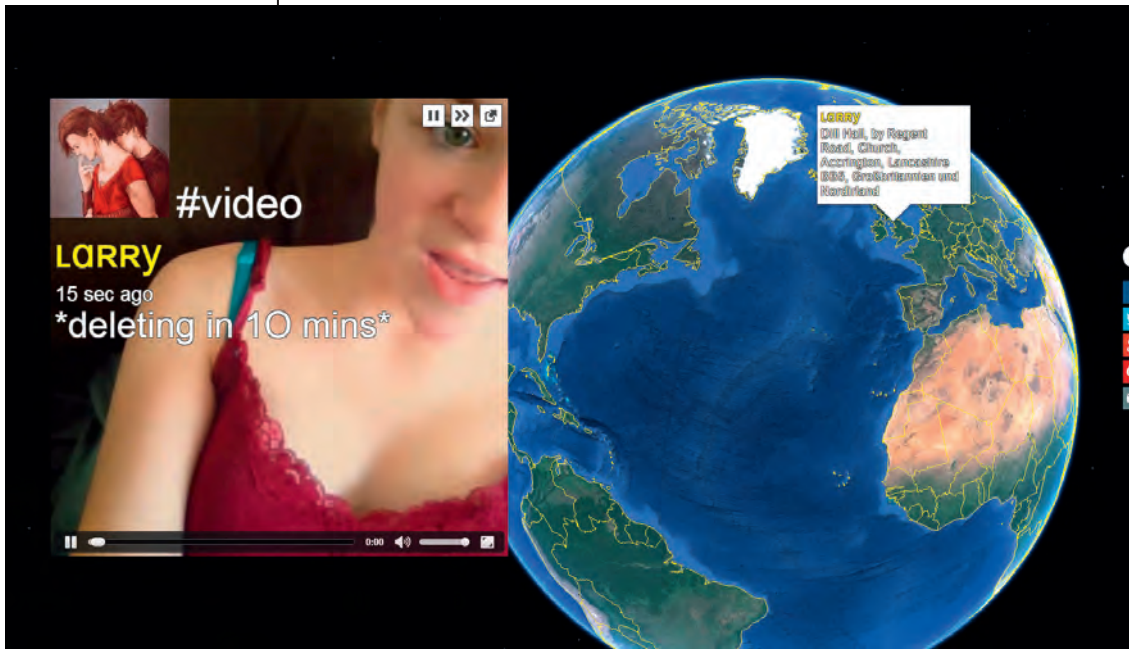 #video
LARRY
15 sec ago
*deleting in 10 mins*
0:00
LARRY
Dill Hall, by Regent
Road, Church,
Accrington, Lancashire
BB5, Großbritannien und
Nordirland